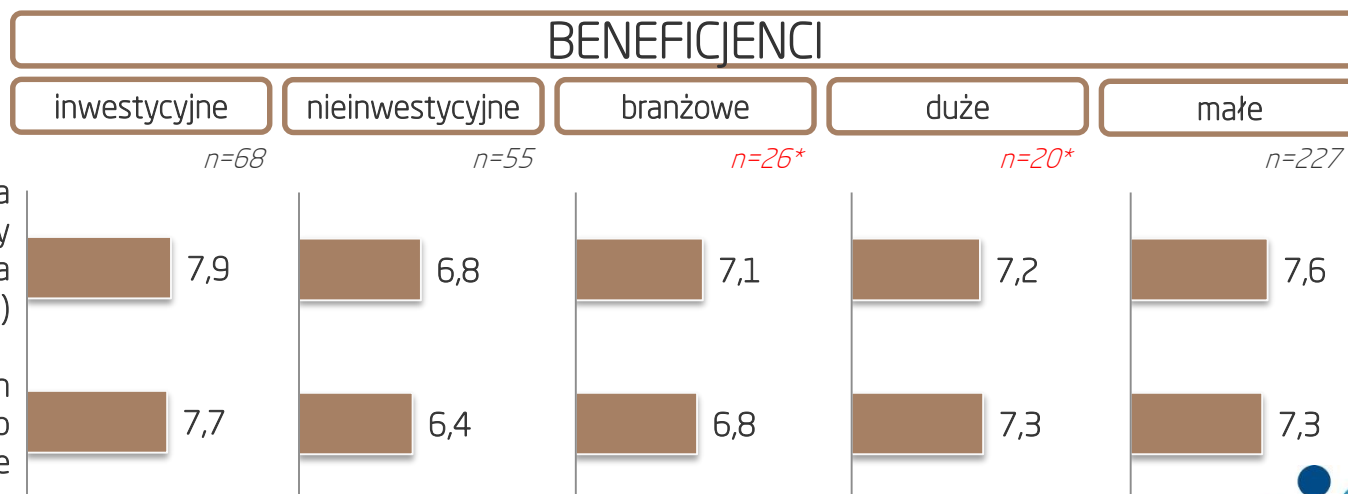 BENEFICJENCI
inwestycyjne nieinwestycyjne branżowe duże małe
n=68 n=55 n=26* n=20* n=227
a
y
a
)
7,9 6,8 7,1 7,2 7,6
n
o
e
7,7 6,4 6,8 7,3 7,3